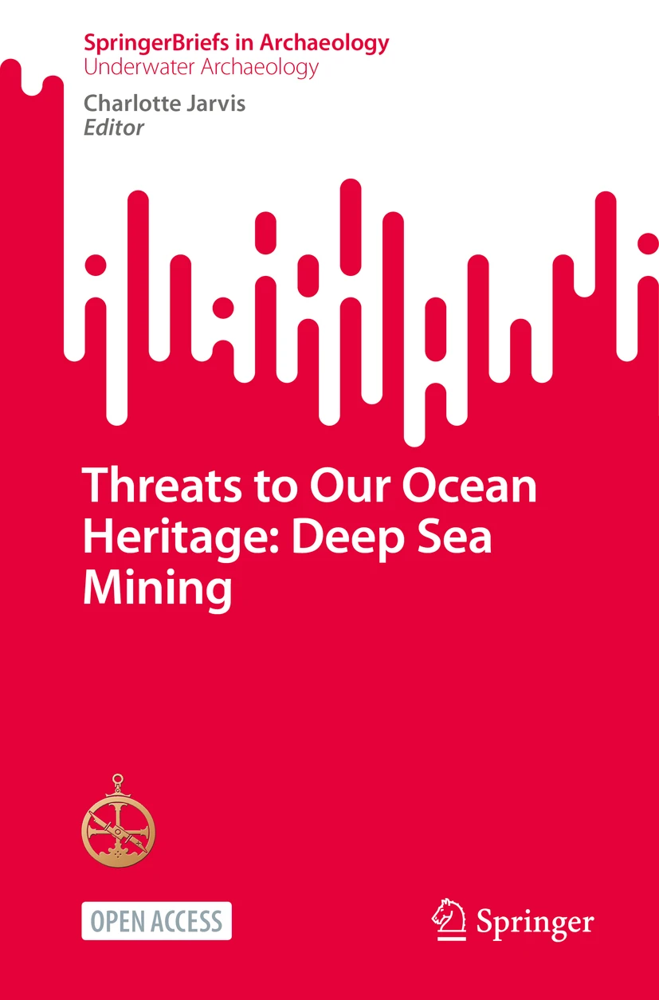 SpringerBriefs in Archaeology
Underwater Archaeology
Charlotte Jarvis
Editor
Threats to Our Ocean
Heritage: Deep Sea
Mining
OPEN ACCESS
Springer